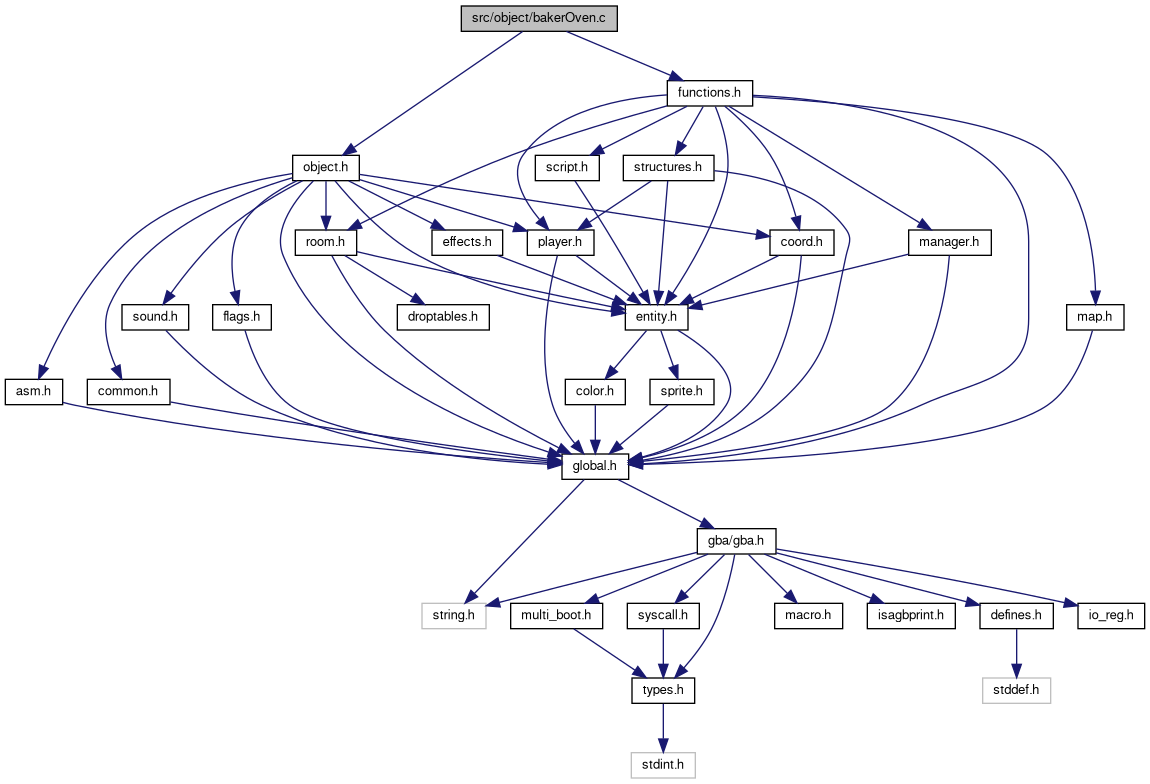 src/object/bakerOven.c
functions.h
object.h
script.h
structures.h
room.h
effects.h
player.h
coord.h
manager.h
sound.h
flags.h
droptables.h
entity.h
map.h
asm.h
common.h
color.h
sprite.h
global.h
gba/gba.h
string.h
multi_boot.h
syscall.h
macro.h
isagbprint.h
defines.h
io_reg.h
types.h
stddef.h
stdint.h